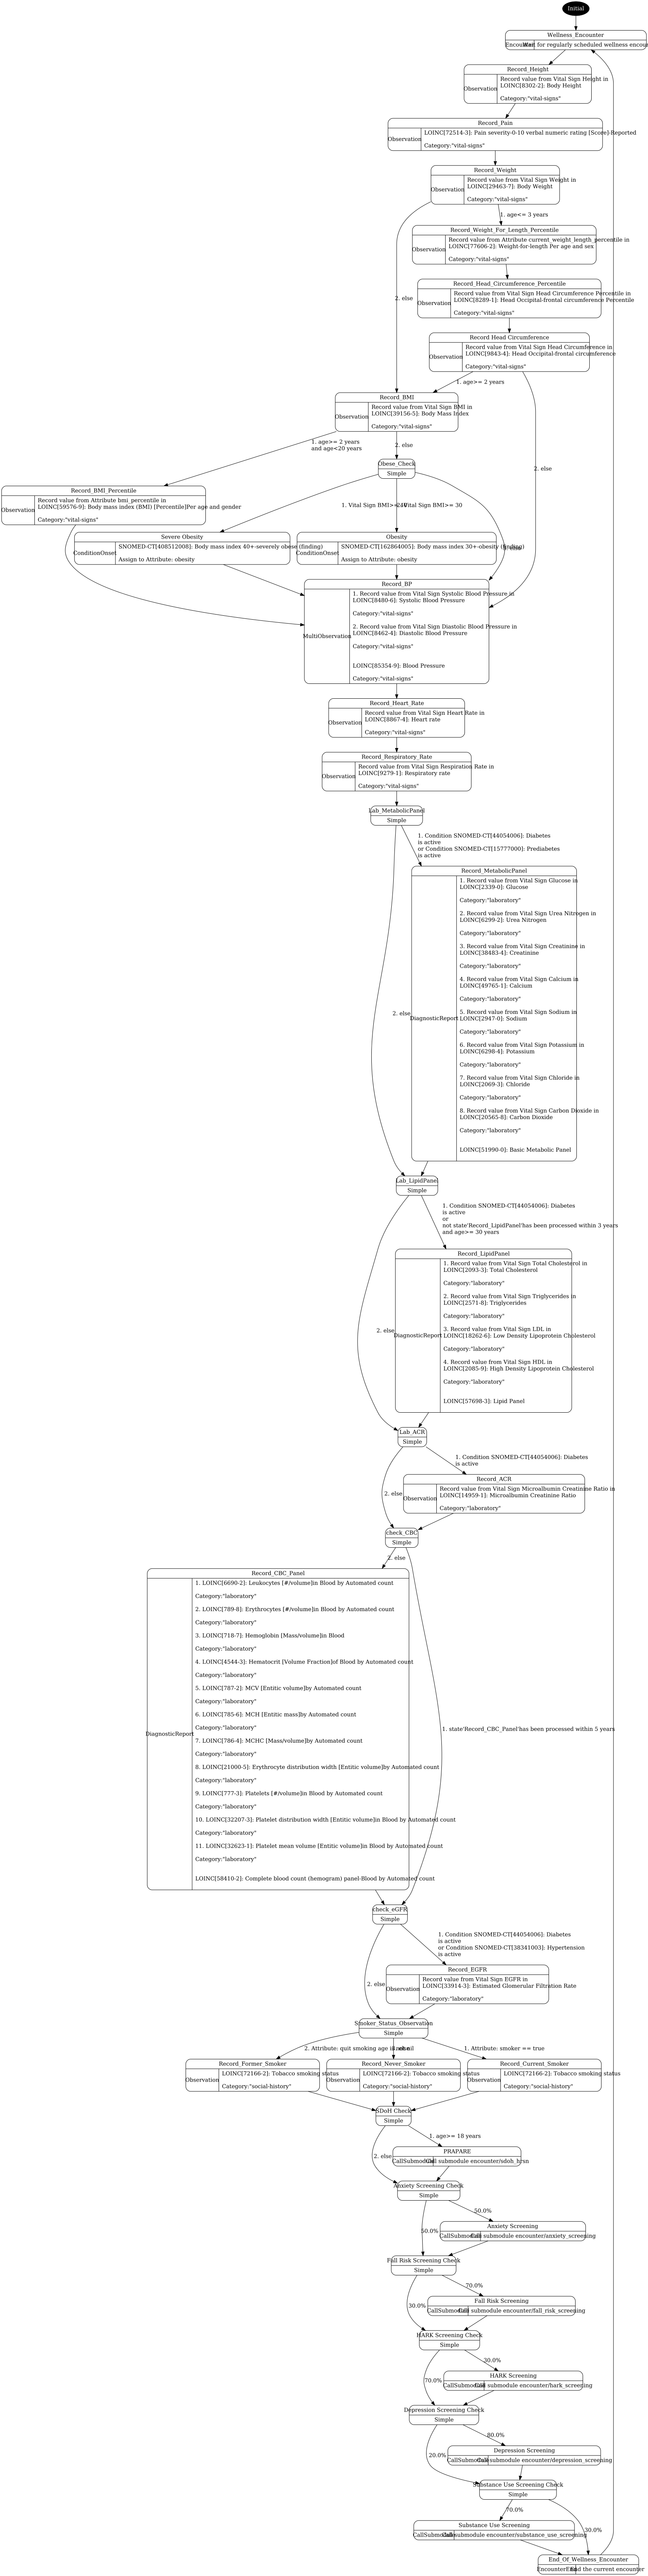 Initial
Wellness_Encounter
Encounter
Wait for regularly scheduled wellness encounter
Record_Height
Observation
Record value from Vital Sign Height in
LOINC[8302-2]: Body Height
Category:"vital-signs"
Record_Pain
Observation
LOINC[72514-3]: Pain severity-0-10 verbal numeric rating [Score]-Reported
Category:"vital-signs"
Record_Weight
Observation
Record value from Vital Sign Weight in
LOINC[29463-7]: Body Weight
Category:"vital-signs"
1. age<= 3 years
Record_Weight_For_Length_Percentile
Observation
Record value from Attribute current_weight_length_percentile in
LOINC[77606-2]: Weight-for-length Per age and sex
Category:"vital-signs"
Record_Head_Circumference_Percentile
Observation
Record value from Vital Sign Head Circumference Percentile in
LOINC[8289-1]: Head Occipital-frontal circumference Percentile
Category:"vital-signs"
2. else
Record Head Circumference
Observation
Record value from Vital Sign Head Circumference in
LOINC[9843-4]: Head Occipital-frontal circumference
Category:"vital-signs"
1. age>= 2 years
Record_BMI
Observation
Record value from Vital Sign BMI in
LOINC[39156-5]: Body Mass Index
Category:"vital-signs"
1. age>= 2 years
and age<20 years
2. else
Obese_Check
Simple
2. else
Record_BMI_Percentile
Observation
Record value from Attribute bmi_percentile in
LOINC[59576-9]: Body mass index (BMI) [Percentile]Per age and gender
Category:"vital-signs"
1. Vital Sign BMI>= 40
2. Vital Sign BMI>= 30
Severe Obesity
ConditionOnset
SNOMED-CT[408512008]: Body mass index 40+-severely obese (finding)
Assign to Attribute: obesity
Obesity
ConditionOnset
SNOMED-CT[162864005]: Body mass index 30+-obesity (finding)
Assign to Attribute: obesity
3. else
Record_BP
MultiObservation
1. Record value from Vital Sign Systolic Blood Pressure in
LOINC[8480-6]: Systolic Blood Pressure
Category:"vital-signs"
2. Record value from Vital Sign Diastolic Blood Pressure in
LOINC[8462-4]: Diastolic Blood Pressure
Category:"vital-signs"
LOINC[85354-9]: Blood Pressure
Category:"vital-signs"
Record_Heart_Rate
Observation
Record value from Vital Sign Heart Rate in
LOINC[8867-4]: Heart rate
Category:"vital-signs"
Record_Respiratory_Rate
Observation
Record value from Vital Sign Respiration Rate in
LOINC[9279-1]: Respiratory rate
Category:"vital-signs"
Lab_MetabolicPanel
Simple
1. Condition SNOMED-CT[44054006]: Diabetes
is active
or Condition SNOMED-CT[15777000]: Prediabetes
is active
Record_MetabolicPanel
DiagnosticReport
1. Record value from Vital Sign Glucose in
LOINC[2339-0]: Glucose
Category:"laboratory"
2. Record value from Vital Sign Urea Nitrogen in
LOINC[6299-2]: Urea Nitrogen
Category:"laboratory"
3. Record value from Vital Sign Creatinine in
LOINC[38483-4]: Creatinine
Category:"laboratory"
4. Record value from Vital Sign Calcium in
LOINC[49765-1]: Calcium
Category:"laboratory"
5. Record value from Vital Sign Sodium in
LOINC[2947-0]: Sodium
Category:"laboratory"
6. Record value from Vital Sign Potassium in
LOINC[6298-4]: Potassium
Category:"laboratory"
7. Record value from Vital Sign Chloride in
LOINC[2069-3]: Chloride
Category:"laboratory"
8. Record value from Vital Sign Carbon Dioxide in
LOINC[20565-8]: Carbon Dioxide
Category:"laboratory"
LOINC[51990-0]: Basic Metabolic Panel
2. else
Lab_LipidPanel
Simple
1. Condition SNOMED-CT[44054006]: Diabetes
is active
or
not state'Record_LipidPanel'has been processed within 3 years
and age>= 30 years
Record_LipidPanel
DiagnosticReport
1. Record value from Vital Sign Total Cholesterol in
LOINC[2093-3]: Total Cholesterol
Category:"laboratory"
2. Record value from Vital Sign Triglycerides in
LOINC[2571-8]: Triglycerides
Category:"laboratory"
3. Record value from Vital Sign LDL in
LOINC[18262-6]: Low Density Lipoprotein Cholesterol
Category:"laboratory"
4. Record value from Vital Sign HDL in
LOINC[2085-9]: High Density Lipoprotein Cholesterol
Category:"laboratory"
LOINC[57698-3]: Lipid Panel
2. else
Lab_ACR
Simple
1. Condition SNOMED-CT[44054006]: Diabetes
is active
Record_ACR
Observation
Record value from Vital Sign Microalbumin Creatinine Ratio in
LOINC[14959-1]: Microalbumin Creatinine Ratio
Category:"laboratory"
2. else
check_CBC
Simple
2. else
Record_CBC_Panel
DiagnosticReport
1. LOINC[6690-2]: Leukocytes [#/volume]in Blood by Automated count
Category:"laboratory"
2. LOINC[789-8]: Erythrocytes [#/volume]in Blood by Automated count
Category:"laboratory"
3. LOINC[718-7]: Hemoglobin [Mass/volume]in Blood
Category:"laboratory"
4. LOINC[4544-3]: Hematocrit [Volume Fraction]of Blood by Automated count
Category:"laboratory"
5. LOINC[787-2]: MCV [Entitic volume]by Automated count
Category:"laboratory"
6. LOINC[785-6]: MCH [Entitic mass]by Automated count
Category:"laboratory"
7. LOINC[786-4]: MCHC [Mass/volume]by Automated count
Category:"laboratory"
8. LOINC[21000-5]: Erythrocyte distribution width [Entitic volume]by Automated count
Category:"laboratory"
9. LOINC[777-3]: Platelets [#/volume]in Blood by Automated count
Category:"laboratory"
10. LOINC[32207-3]: Platelet distribution width [Entitic volume]in Blood by Automated count
Category:"laboratory"
11. LOINC[32623-1]: Platelet mean volume [Entitic volume]in Blood by Automated count
Category:"laboratory"
LOINC[58410-2]: Complete blood count (hemogram) panel-Blood by Automated count
1. state'Record_CBC_Panel'has been processed within 5 years
check_eGFR
Simple
1. Condition SNOMED-CT[44054006]: Diabetes
is active
or Condition SNOMED-CT[38341003]: Hypertension
is active
Record_EGFR
Observation
Record value from Vital Sign EGFR in
LOINC[33914-3]: Estimated Glomerular Filtration Rate
Category:"laboratory"
2. else
Smoker_Status_Observation
Simple
2. Attribute: quit smoking age is not nil
3. else
1. Attribute: smoker == true
Record_Former_Smoker
Observation
LOINC[72166-2]: Tobacco smoking status
Category:"social-history"
Record_Never_Smoker
Observation
LOINC[72166-2]: Tobacco smoking status
Category:"social-history"
Record_Current_Smoker
Observation
LOINC[72166-2]: Tobacco smoking status
Category:"social-history"
SDoH Check
Simple
1. age>= 18 years
2. else
PRAPARE
CallSubmodule
Call submodule encounter/sdoh_hrsn
Anxiety Screening Check
Simple
50.0%
Anxiety Screening
CallSubmodule
Call submodule encounter/anxiety_screening
50.0%
Fall Risk Screening Check
Simple
70.0%
Fall Risk Screening
CallSubmodule
Call submodule encounter/fall_risk_screening
30.0%
HARK Screening Check
Simple
30.0%
HARK Screening
CallSubmodule
Call submodule encounter/hark_screening
70.0%
Depression Screening Check
Simple
80.0%
Depression Screening
CallSubmodule
Call submodule encounter/depression_screening
20.0%
Substance Use Screening Check
Simple
70.0%
Substance Use Screening
CallSubmodule
Call submodule encounter/substance_use_screening
30.0%
End_Of_Wellness_Encounter
EncounterEnd
End the current encounter